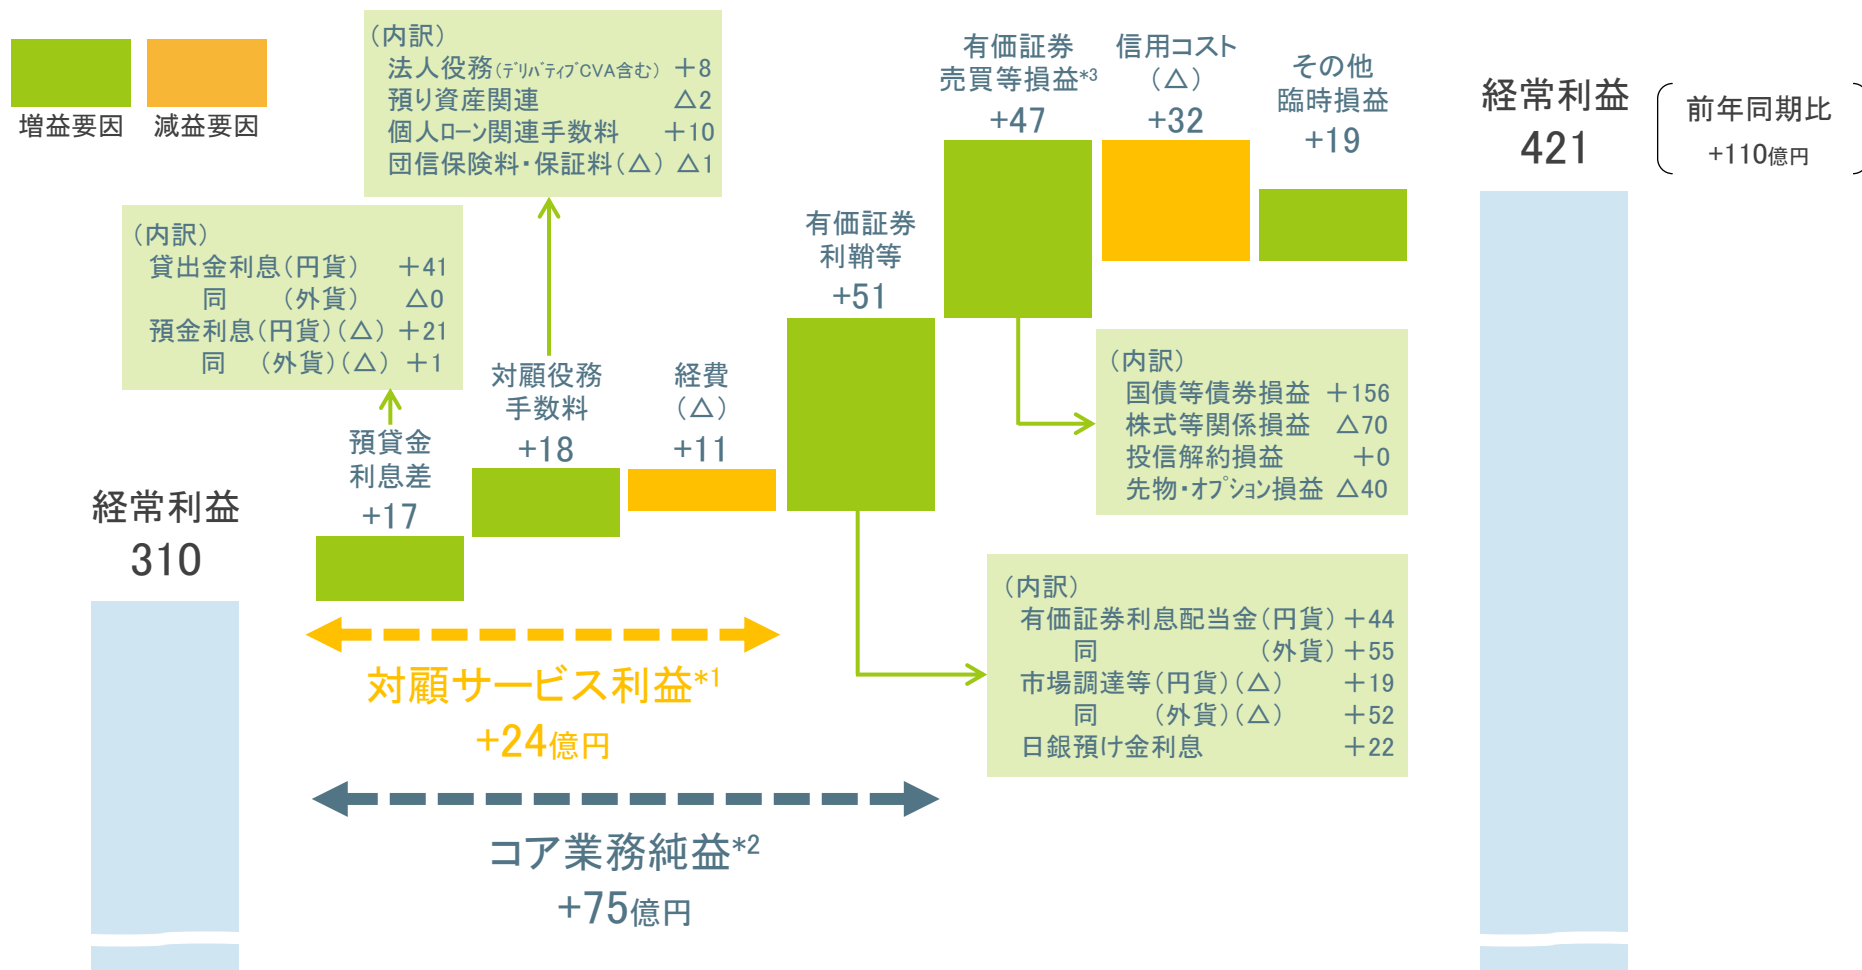 増益要因
減益要因
(内訳)
法人役務(ﾃﾞﾘﾊﾞﾃｨﾌﾞCVA含む) +8
預り資産関連 △2
個人ローン関連手数料 +10
団信保険料・保証料(△) △1
(内訳)
貸出金利息(円貨) +41
同 (外貨) △0
預金利息(円貨)(△) +21
同 (外貨)(△) +1
経常利益
310
預貸金
利息差
+17
対顧役務
手数料
+18
経費
(△)
+11
有価証券
利鞘等
+51
有価証券
売買等損益*3
+47
信用コスト
(△)
+32
その他
臨時損益
+19
経常利益
421
前年同期比
+110億円
(内訳)
国債等債券損益 +156
株式等関係損益 △70
投信解約損益 +0
先物・オプション損益 △40
(内訳)
有価証券利息配当金(円貨) +44
同 (外貨) +55
市場調達等(円貨)(△) +19
同 (外貨)(△) +52
日銀預け金利息 +22
対顧サービス利益*1
+24億円
コア業務純益*2
+75億円